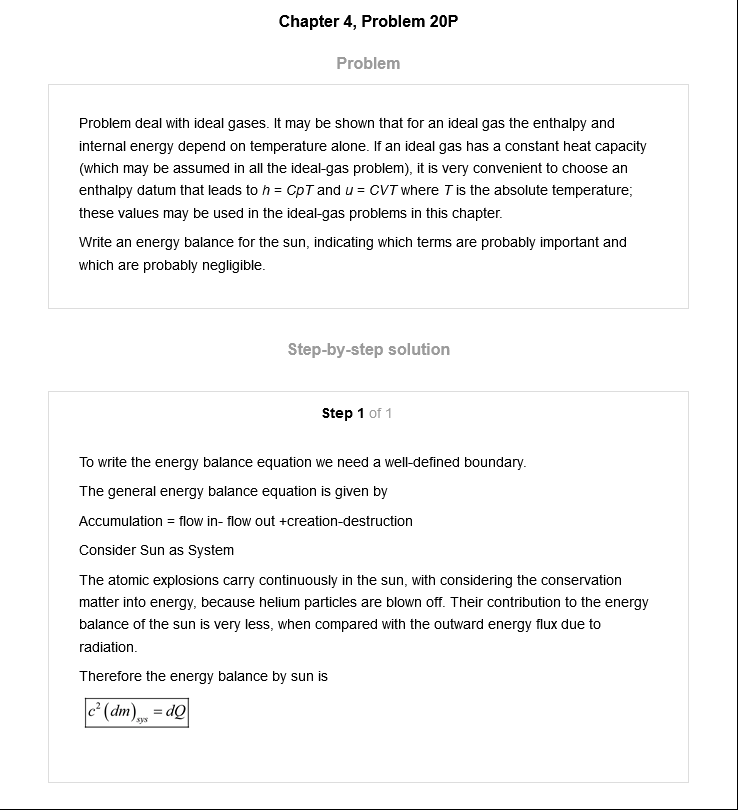 Chapter 4, Problem 20P
Problem
Problem deal with ideal gases. It may be shown that for an ideal gas the enthalpy and
internal energy depend on temperature alone. If an ideal gas has a constant heat capacity
(which may be assumed in all the ideal-gas problem), it is very convenient to choose an
enthalpy datum that leads to h = CpT and u = CVT where T is the absolute temperature;
these values may be used in the ideal-gas problems in this chapter.
Write an energy balance for the sun, indicating which terms are probably important and
which are probably negligible.
Step-by-step solution
Step 1 of 1
To write the energy balance equation we need a well-defined boundary.
The general energy balance equation is given by
Accumulation = flow in- flow out +creation-destruction
Consider Sun as System
The atomic explosions carry continuously in the sun, with considering the conservation
matter into energy, because helium particles are blown off. Their contribution to the energy
balance of the sun is very less, when compared with the outward energy flux due to
radiation.
Therefore the energy balance by sun is
c² (dm)sys = dQ